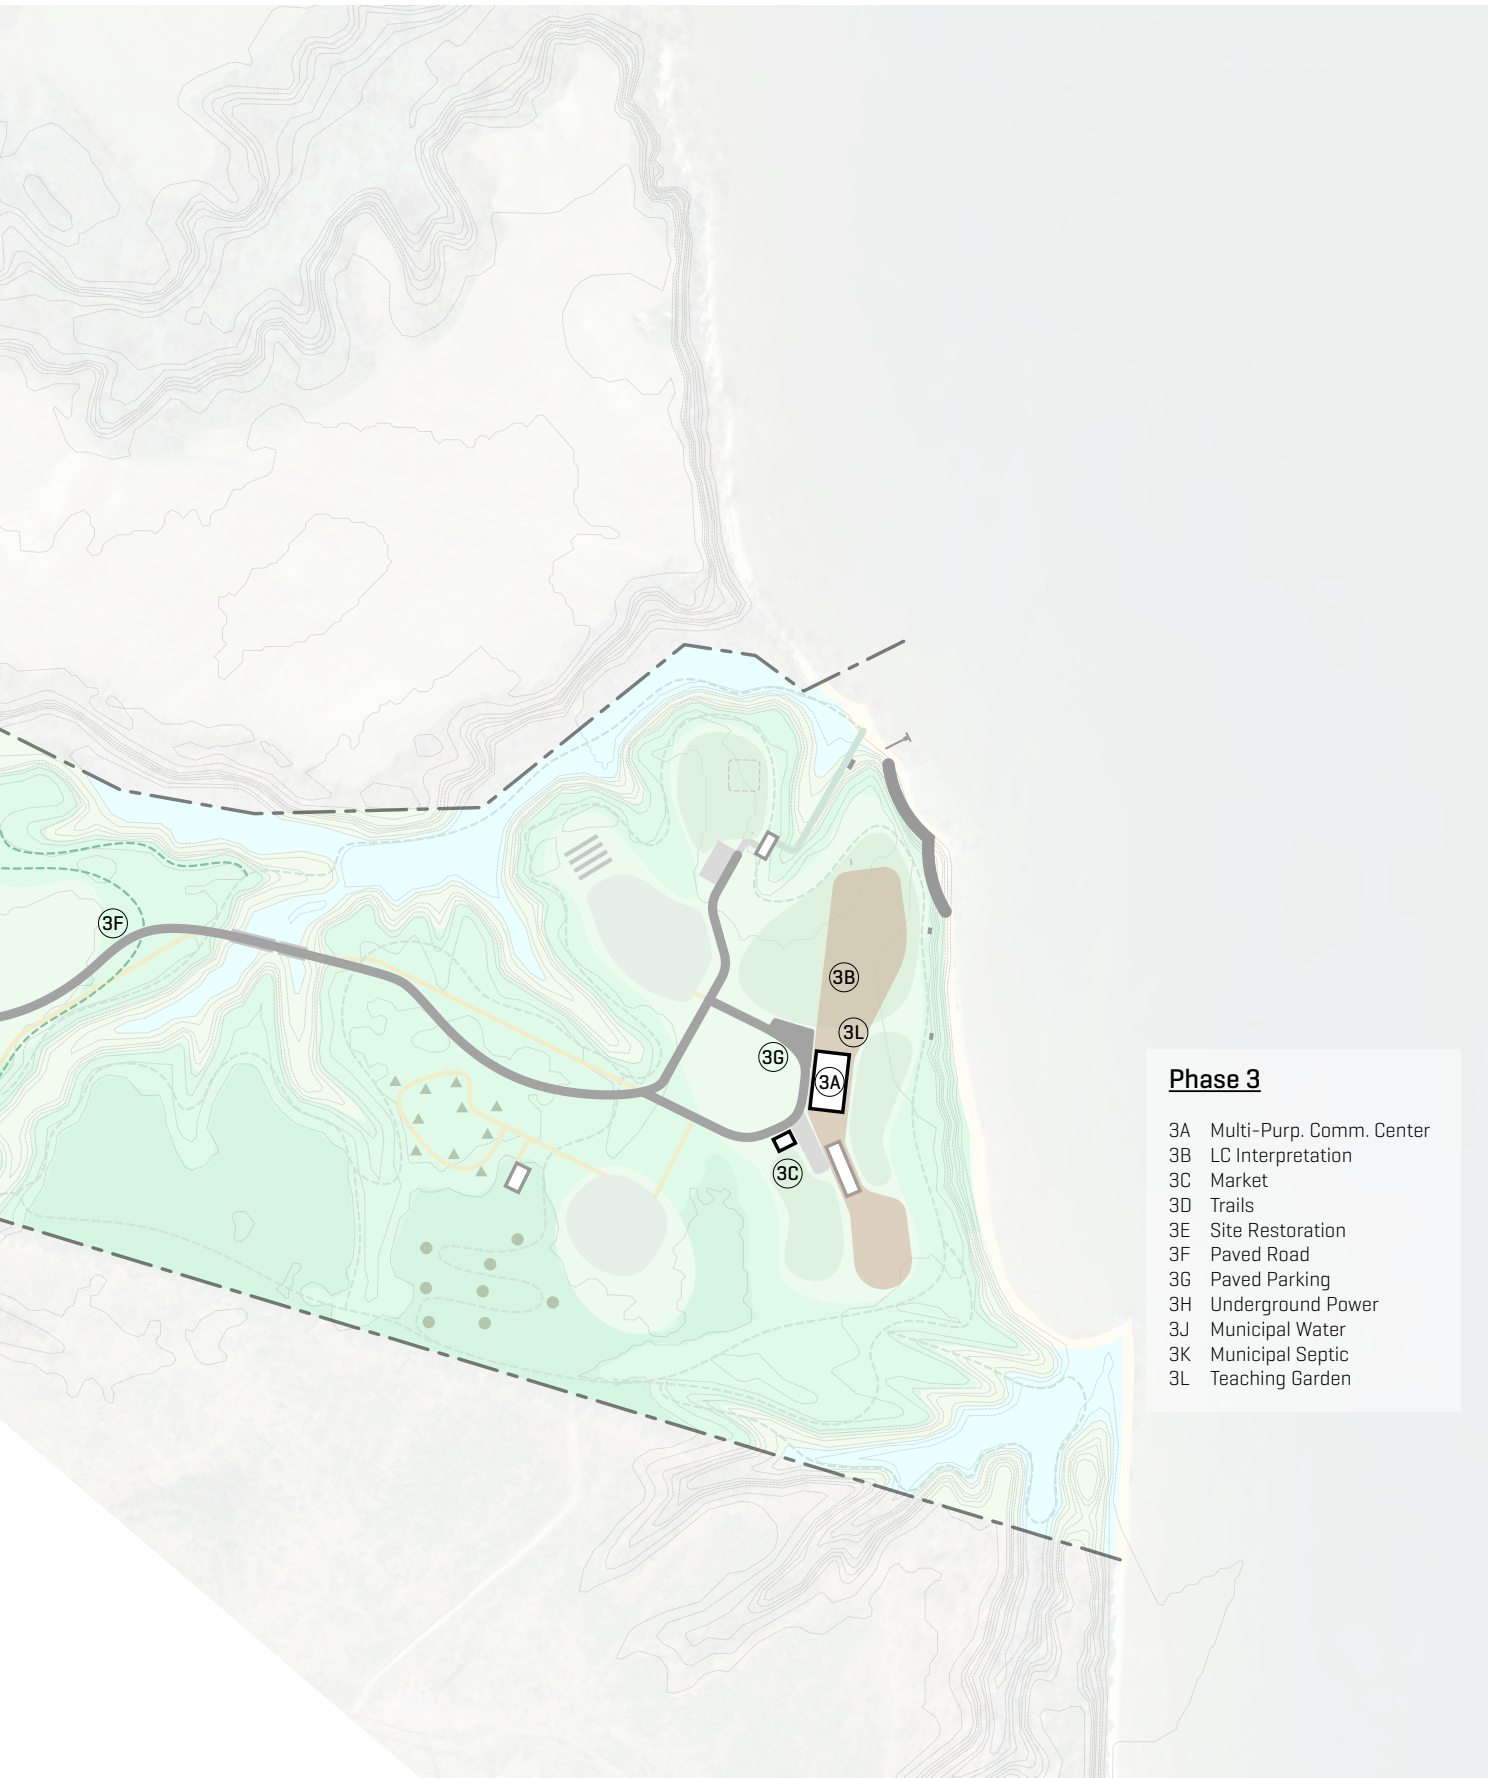 3F
3B
3L
3G
3A
3C
Phase 3
3A Multi-Purp. Comm. Center
3B LC Interpretation
3C Market
3D Trails
3E Site Restoration
3F Paved Road
3G Paved Parking
3H Underground Power
3J Municipal Water
3K Municipal Septic
3L Teaching Garden